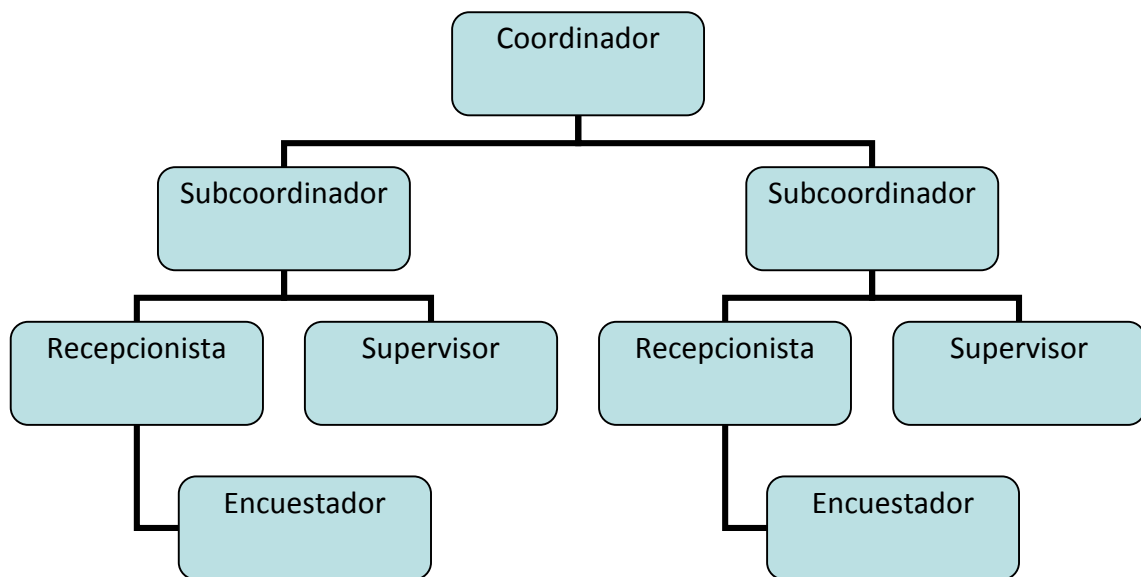 Coordinador
Subcoordinador
Subcoordinador
Recepcionista
Supervisor
Recepcionista
Supervisor
Encuestador
Encuestador